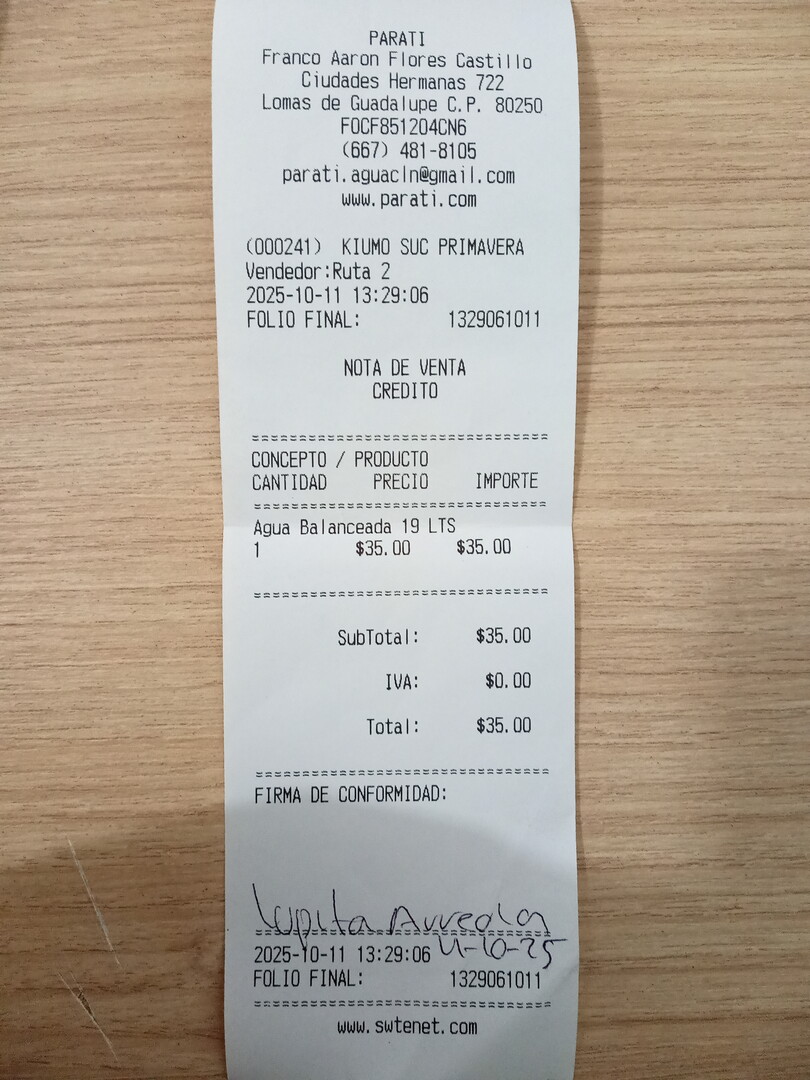 PARATI
Franco Aaron Flores Castillo
Ciudades Hermanas 722
Lomas de Guadalupe C.P. 80250
FOCF851204CN6
(667) 481-8105
parati.aguacln@gmail.com
www.parati.com
(000241) KIUMO SUC PRIMAVERA
Vendedor:Ruta 2
2025-10-11 13:29:06
FOLIO FINAL: 1329061011
NOTA DE VENTA
CREDITO
==============================
CONCEPTO / PRODUCTO
CANTIDAD PRECIO IMPORTE
==============================
Agua Balanceada 19 LTS
1 $35.00 $35.00
==============================
SubTotal: $35.00
IVA: $0.00
Total: $35.00
==============================
FIRMA DE CONFORMIDAD:
Lupita Arreola
==============================
2025-10-11 13:29:06 11-10-25
FOLIO FINAL: 1329061011
==============================
www.swtenet.com